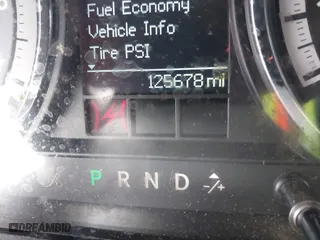 Fuel Economy
Vehicle Info
Tire PSI
125678 mi
P R N D -/+
DREAMBID